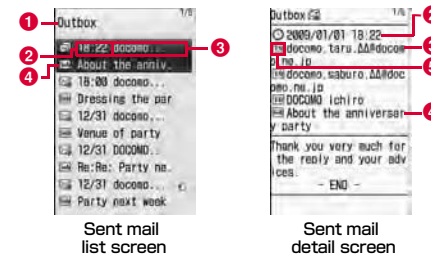 1/5
1 Outbox
2 18:22 docomo... 3
4 About the anniv.
18:00 docomo...
Dressing the par
12/31 docomo...
Venue of party
12/31 DOCOMO..
Re:Re: Party ne.
12/31 docomo...
Party next week
Sent mail
list screen
Outbox 1/5
2009/01/01 18:22
docomo.taru.ΔΔ@docom
o.ne.jp
docomo.saburo.ΔΔ@doc
omo.ne.jp
DOCOMO ichiro
About the anniversar
y party
Thank you very much for
the reply and your adv
ices.
- END -
Sent mail
detail screen